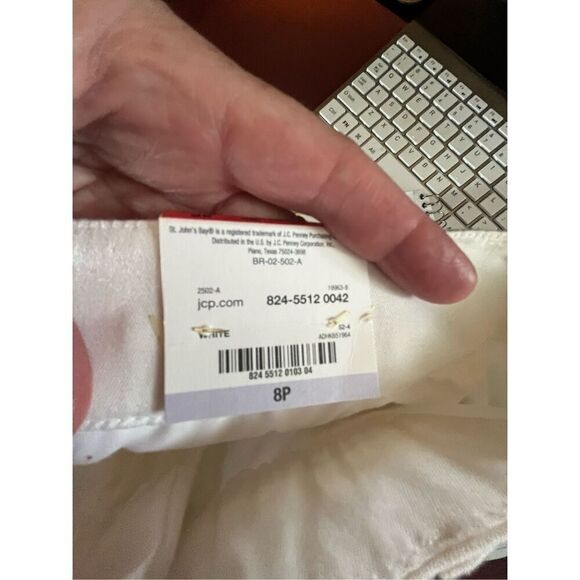 St. John's Bay® is a registered trademark of J.C. Penney Purchasing
Distributed in the U.S. by J.C. Penney Corporation, Inc.
Plano, Texas 75024-3698
BR-02-502-A
2502-A 19963-8
jcp.com 824-5512 0042
WHITE 52-4
ADHKB51964
824 5512 0103 04
8P